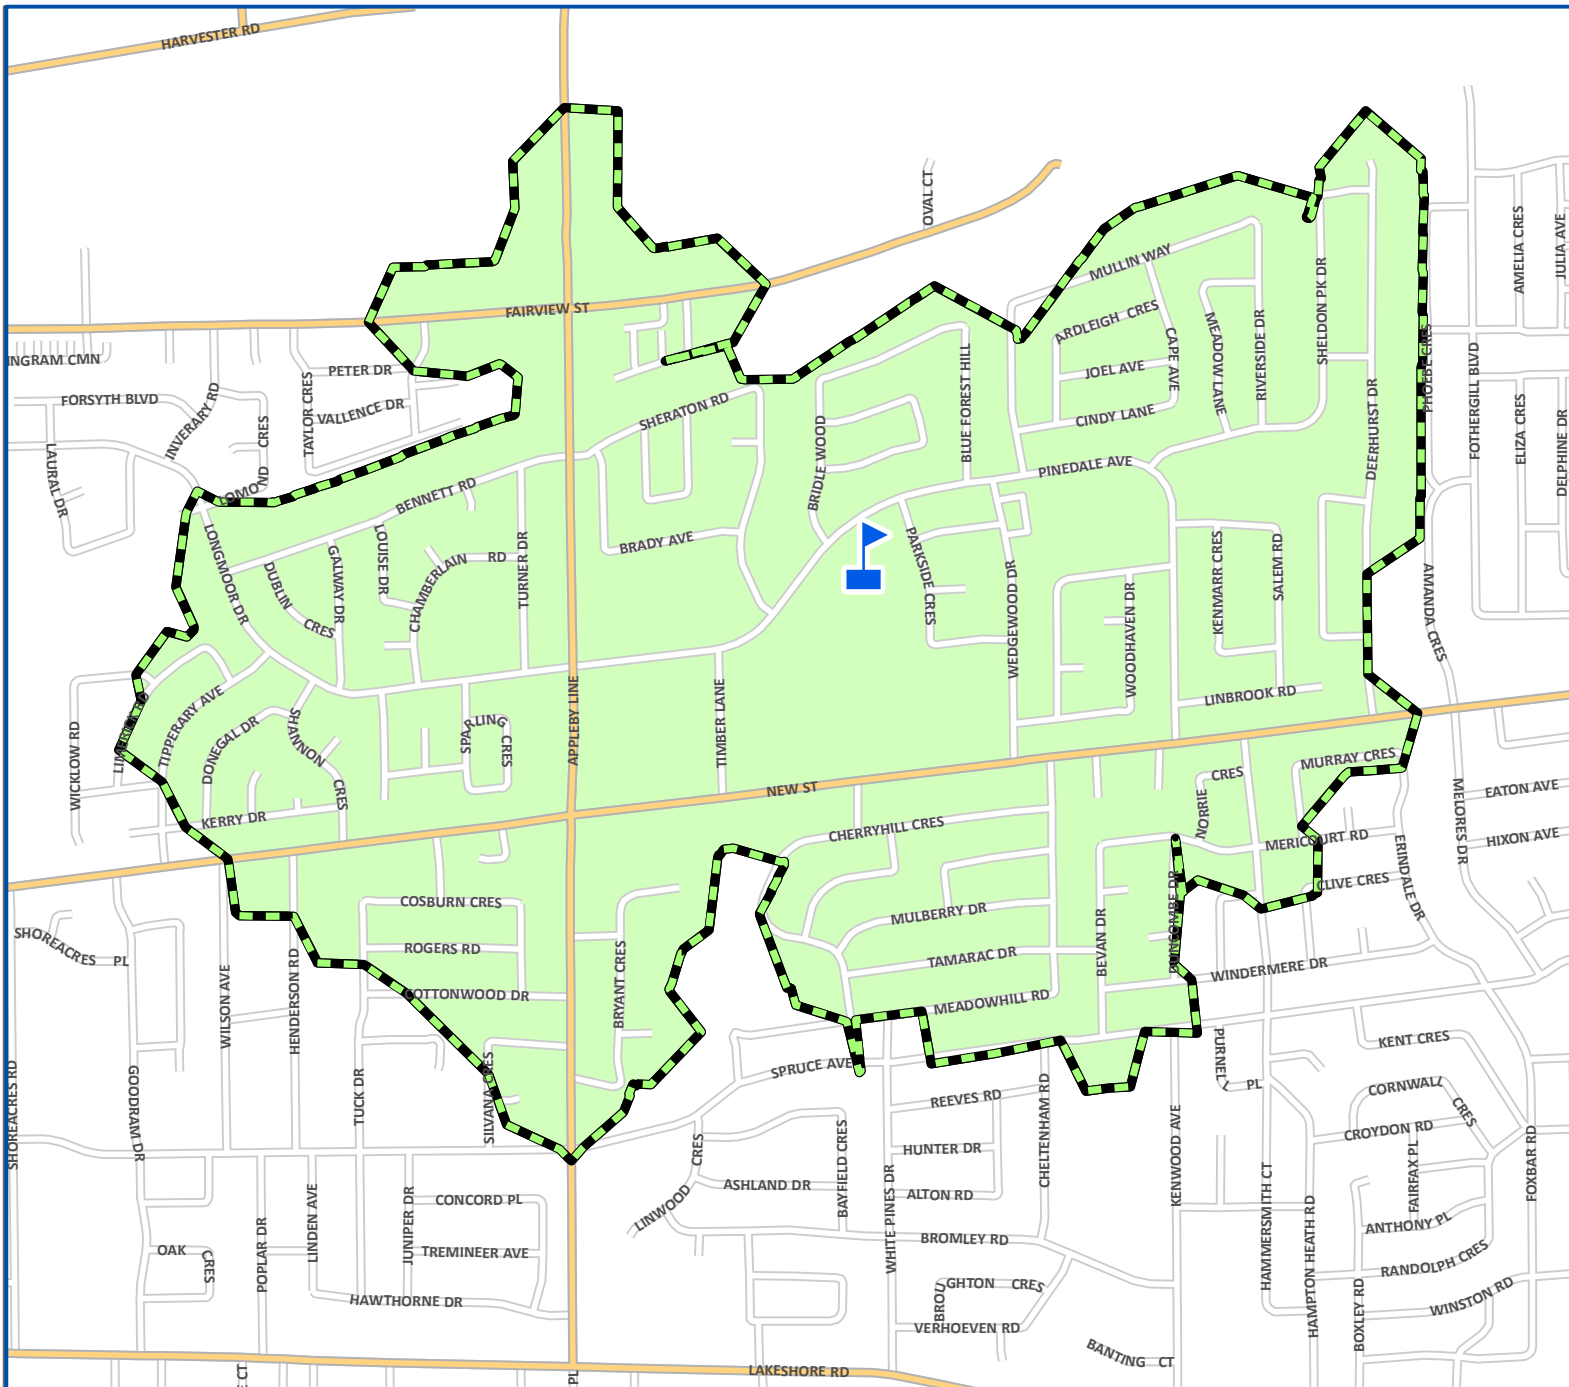 HARVESTER RD
OVAL CT
AMELIA CRES
JULIA AVE
MULLIN WAY
SHELDON PK DR
FAIRVIEW ST
ARDLEIGH CRES
MEADOW LANE
RIVERSIDE DR
CAPE AVE
PHOEBE CRES
INGRAM CMN
PETER DR
JOEL AVE
BLUE FOREST HILL
FOTHERGILL BLVD
FORSYTH BLVD
INVERARY RD
TAYLOR CRES
VALLENCE DR
SHERATON RD
CINDY LANE
DEERHURST DR
ELIZA CRES
DELPHINE DR
LAURAL DR
LOMOND CRES
BENNETT RD
BRIDLE WOOD
PINEDALE AVE
LONGMOOR DR
DUBLIN CRES
GALWAY DR
LOUISE DR
CHAMBERLAIN RD
TURNER DR
BRADY AVE
PARKSIDE CRES
WEDGEWOOD DR
WOODHAVEN DR
KENMARR CRES
SALEM RD
AMANDA CRES
LINBROOK RD
WICKLOW RD
LIMERICK RD
TIPPERARY AVE
DONEGAL DR
SHANNON CRES
SPARLING CRES
APPLEBY LINE
TIMBER LANE
NEW ST
KERRY DR
CHERRYHILL CRES
NORRIE CRES
MURRAY CRES
MERICOURT RD
MELORES DR
EATON AVE
HIXON AVE
CLIVE CRES
ERINDALE DR
SHOREACRES PL
COSBURN CRES
ROGERS RD
COTTONWOOD DR
BRYANT CRES
MULBERRY DR
TAMARAC DR
MEADOWHILL RD
BEVAN DR
DUNCOMBE DR
WINDERMERE DR
WILSON AVE
HENDERSON RD
SILVANA CRES
SPRUCE AVE
REEVES RD
PURNELL PL
KENT CRES
CORNWALL CRES
CROYDON RD
SHOREACRES RD
GOODRAM DR
TUCK DR
LINWOOD CRES
ASHLAND DR
BAYFIELD CRES
HUNTER DR
ALTON RD
WHITE PINES DR
CHELTENHAM RD
KENWOOD AVE
HAMMERSMITH CT
HAMPTON HEATH RD
FAIRFAX PL
FOXBAR RD
ANTHONY PL
RANDOLPH CRES
WINSTON RD
BOXLEY RD
OAK CRES
POPLAR DR
LINDEN AVE
JUNIPER DR
CONCORD PL
TREMINEER AVE
HAWTHORNE DR
BROMLEY RD
BROUGHTON CRES
VERHOEVEN RD
BANTING CT
LAKESHORE RD
E CT
PL